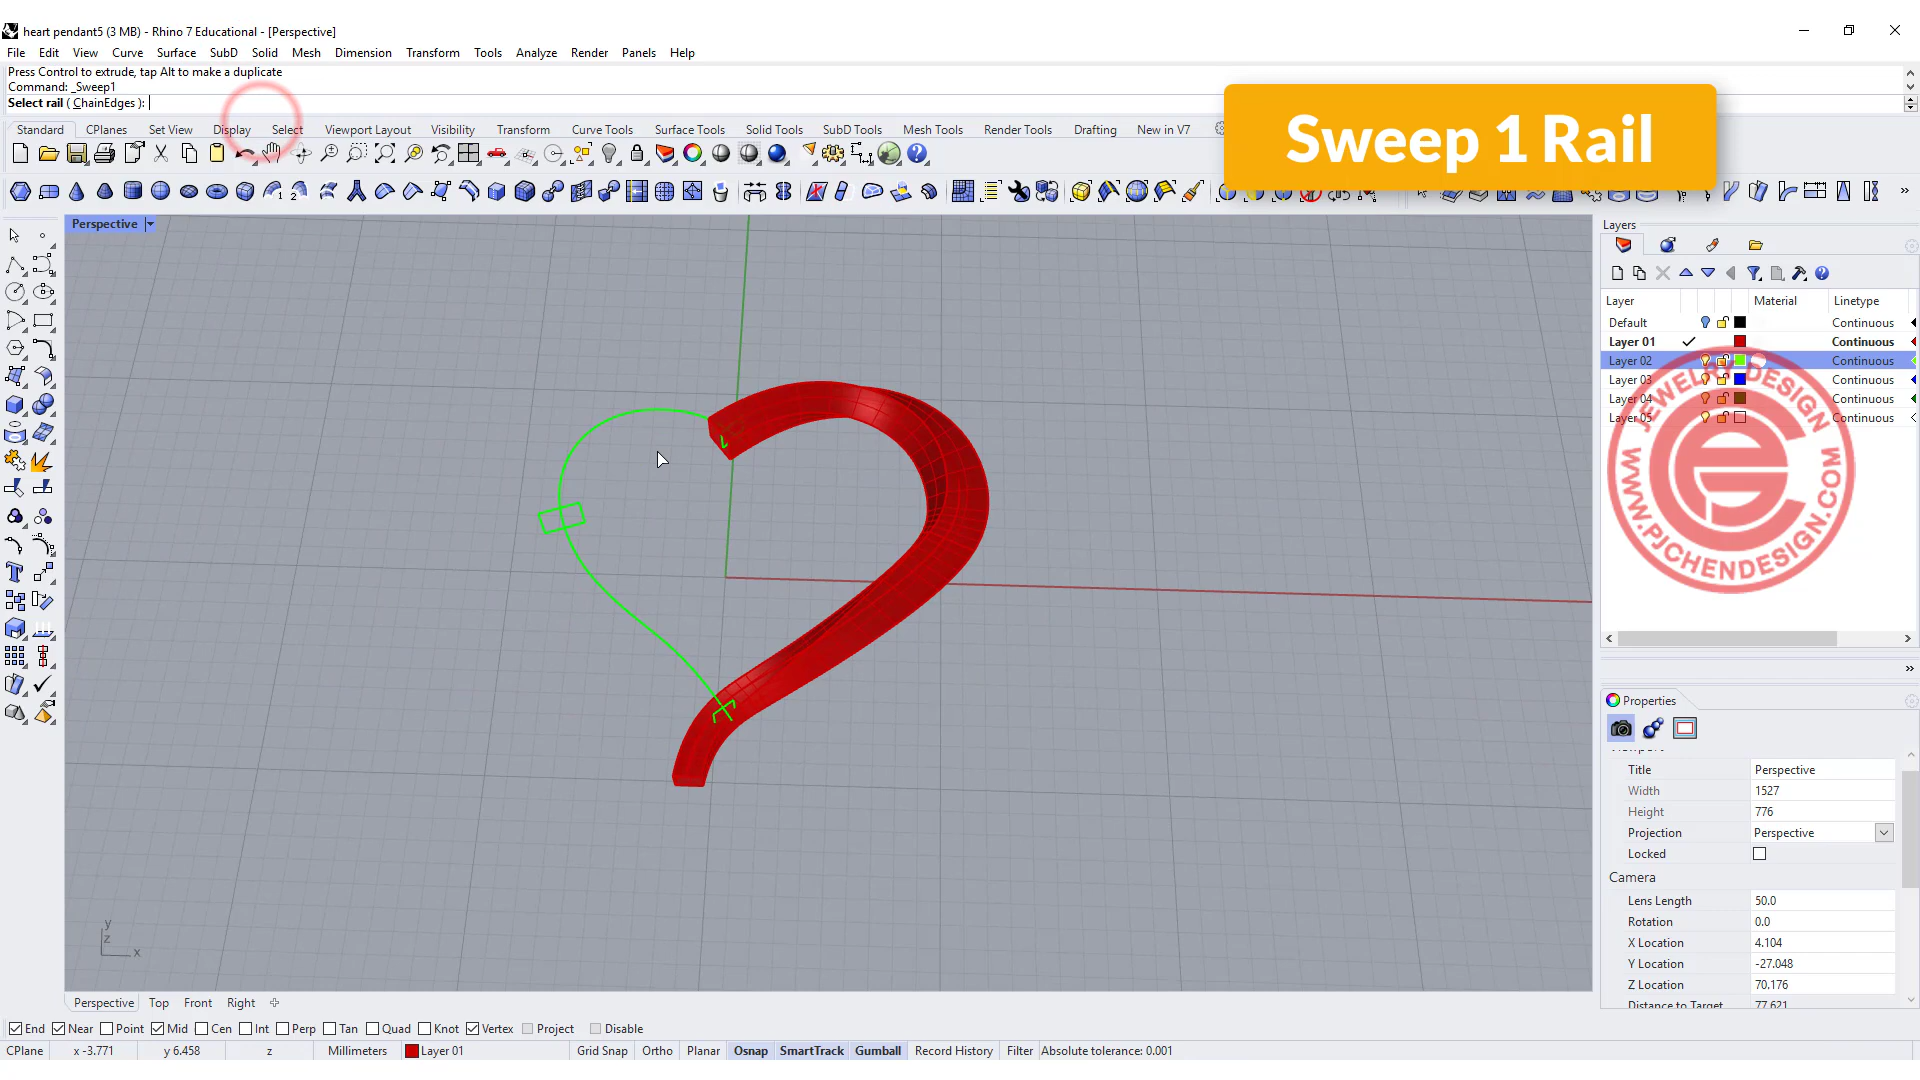 heart pendant5 (3 MB) - Rhino 7 Educational - [Perspective]
File Edit View Curve Surface SubD Solid Mesh Dimension Transform Tools Analyze Render Panels Help
Press Control to extrude, tap Alt to make a duplicate
Command: _Sweep1
Select rail ( ChainEdges ):
Sweep 1 Rail
Standard CPlanes Set View Display Select Viewport Layout Visibility Transform Curve Tools Surface Tools Solid Tools SubD Tools Mesh Tools Render Tools Drafting New in V7
Perspective
Layers
Layer Material Linetype
Default Continuous
Layer 01 Continuous
Layer 02 Continuous
Layer 03 Continuous
Layer 04 Continuous
Layer 05 Continuous
JEWELRY DESIGN
WWW.PJCHENDESIGN.COM
Properties
Viewport
Title Perspective
Width 1527
Height 776
Projection Perspective
Locked
Camera
Lens Length 50.0
Rotation 0.0
X Location 4.104
Y Location -27.048
Z Location 70.176
Distance to Target 77.621
y
z
x
Perspective Top Front Right
End Near Point Mid Cen Int Perp Tan Quad Knot Vertex Project Disable
CPlane x -3.771 y 6.458 z Millimeters Layer 01 Grid Snap Ortho Planar Osnap SmartTrack Gumball Record History Filter Absolute tolerance: 0.001